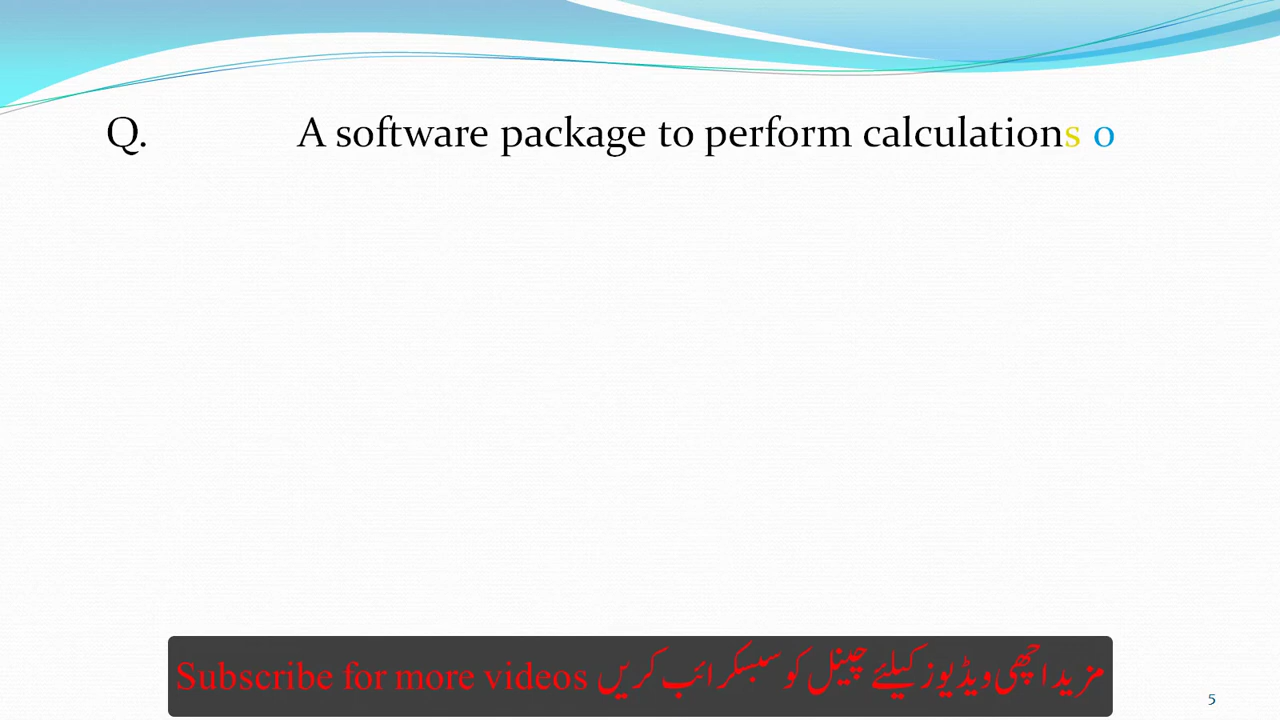 Q. A software package to perform calculations o
Subscribe for more videos مزید اچھی ویڈیوز کیلئے چینل کو سبسکرائب کریں
5